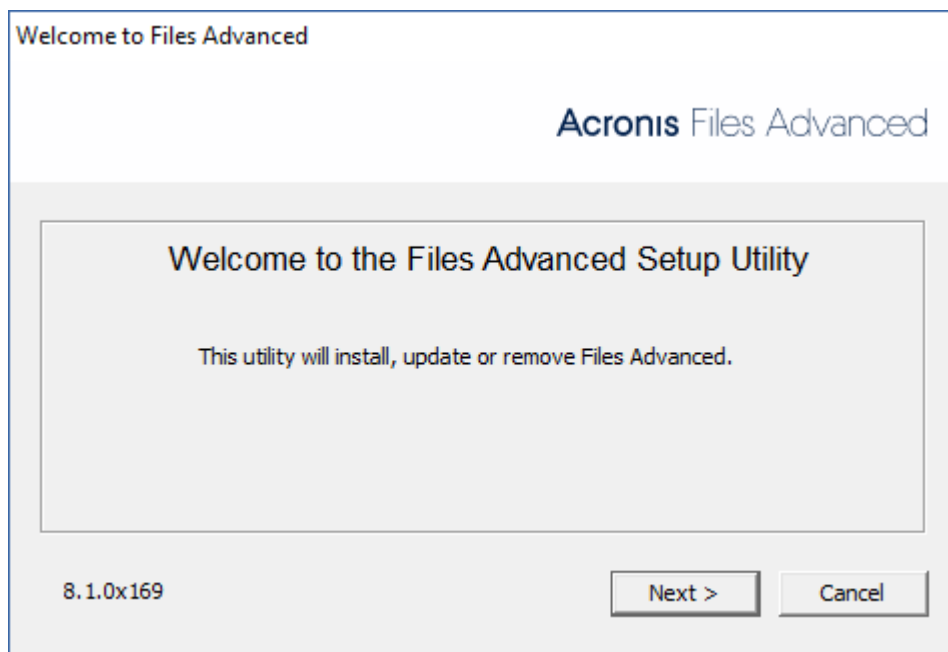 Welcome to Files Advanced
Acronis Files Advanced
Welcome to the Files Advanced Setup Utility
This utility will install, update or remove Files Advanced.
8.1.0x169
Next >
Cancel